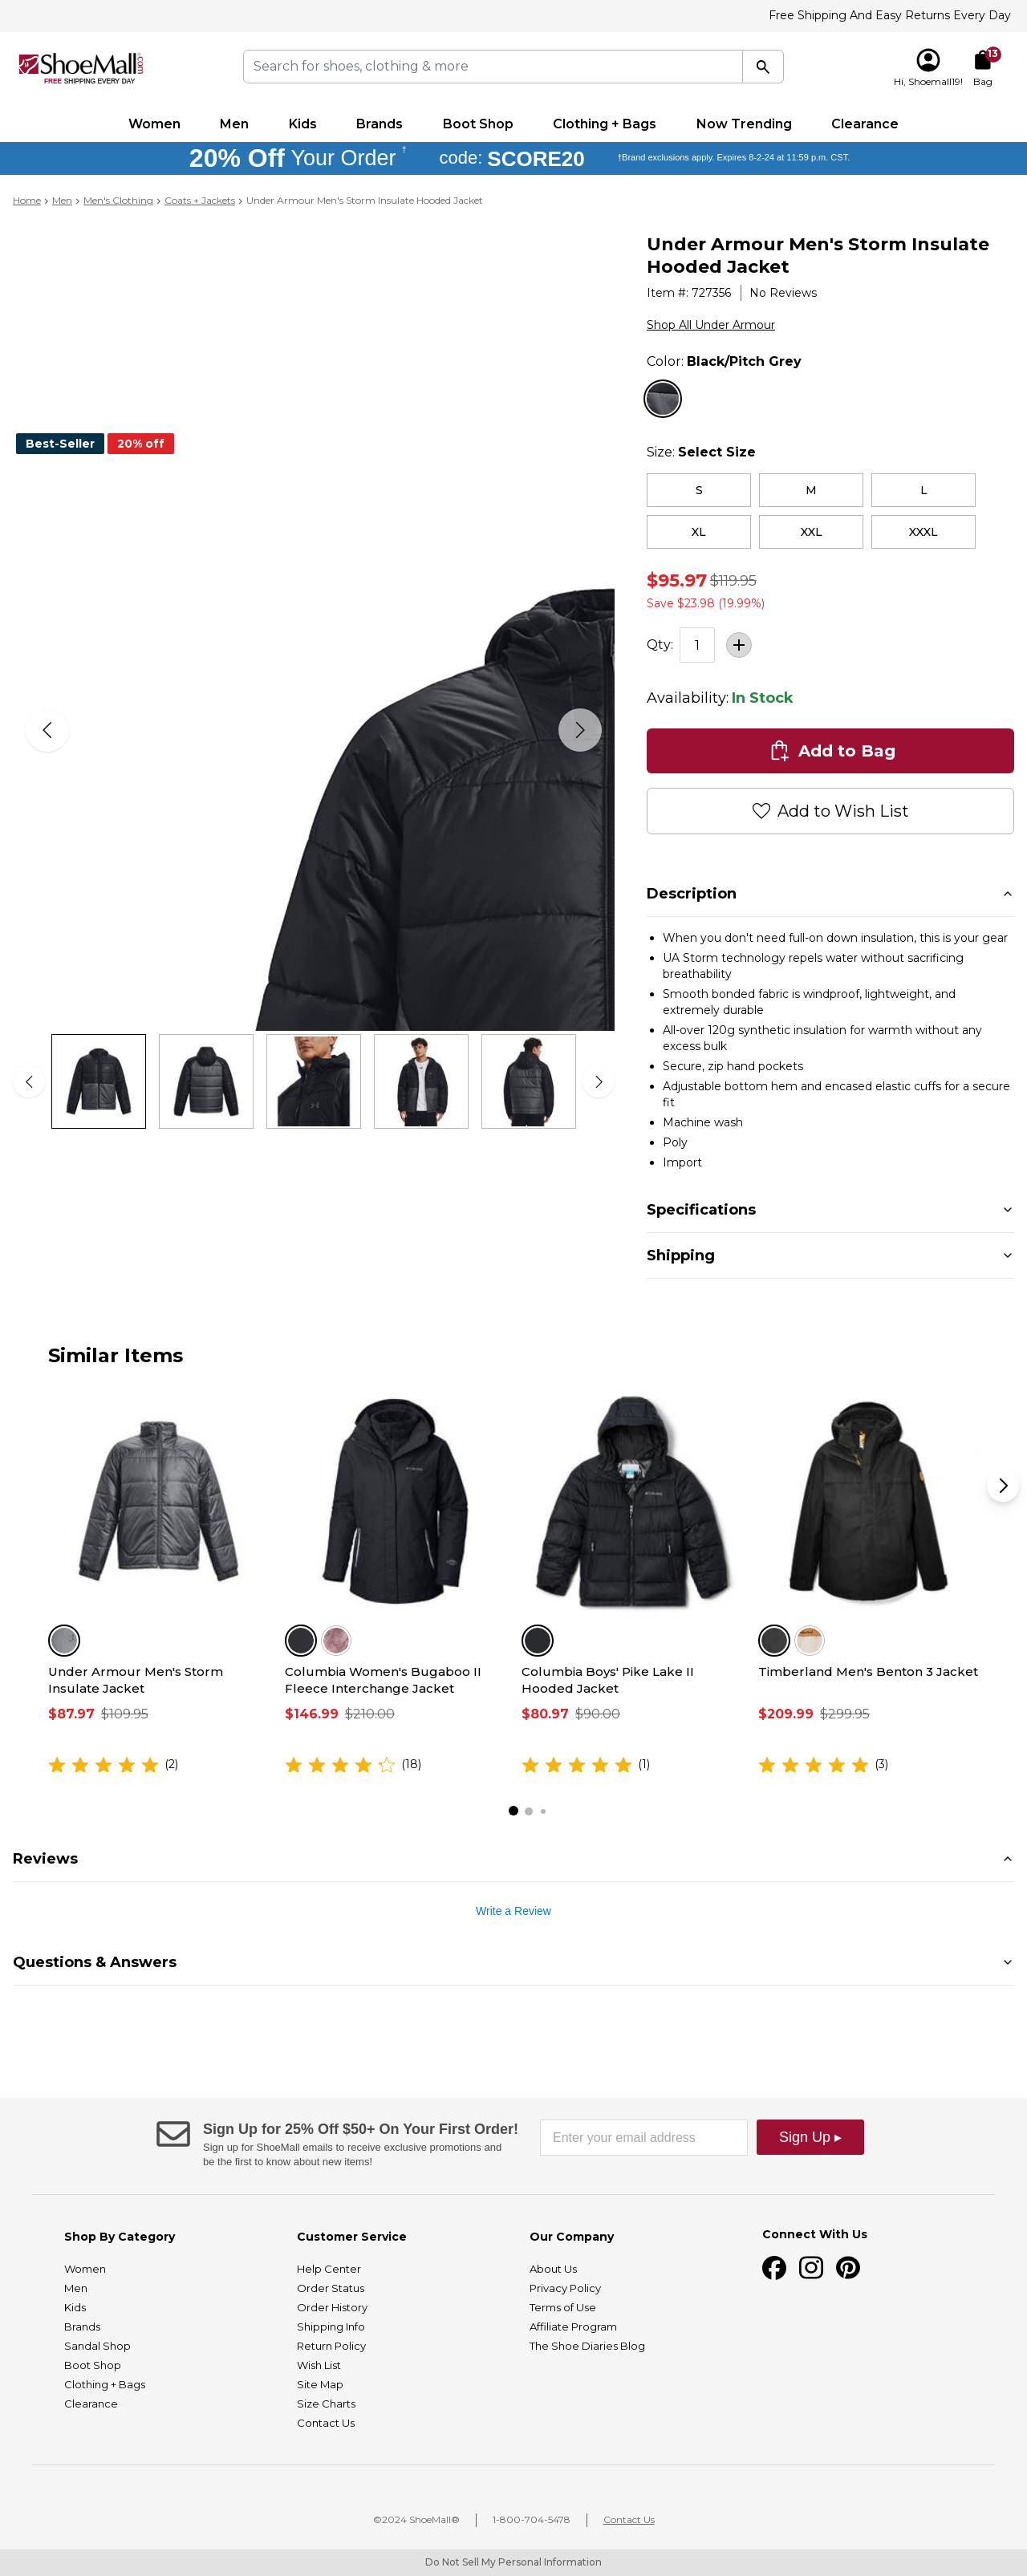 Free Shipping And Easy Returns Every Day
ShoeMall.com
FREE SHIPPING EVERY DAY
Search for shoes, clothing & more
13
Hi, Shoemall19!
Bag
Women
Men
Kids
Brands
Boot Shop
Clothing + Bags
Now Trending
Clearance
20% Off Your Order † code: SCORE20 †Brand exclusions apply. Expires 8-2-24 at 11:59 p.m. CST.
Home > Men > Men's Clothing > Coats + Jackets > Under Armour Men's Storm Insulate Hooded Jacket
Best-Seller
20% off
Under Armour Men's Storm Insulate
Hooded Jacket
Item #: 727356 | No Reviews
Shop All Under Armour
Color: Black/Pitch Grey
Size: Select Size
S
M
L
XL
XXL
XXXL
$95.97 $119.95
Save $23.98 (19.99%)
Qty: 1 +
Availability: In Stock
Add to Bag
Add to Wish List
Description
• When you don't need full-on down insulation, this is your gear
• UA Storm technology repels water without sacrificing
breathability
• Smooth bonded fabric is windproof, lightweight, and
extremely durable
• All-over 120g synthetic insulation for warmth without any
excess bulk
• Secure, zip hand pockets
• Adjustable bottom hem and encased elastic cuffs for a secure
fit
• Machine wash
• Poly
• Import
Specifications
Shipping
Similar Items
Under Armour Men's Storm
Insulate Jacket
$87.97 $109.95
(2)
Columbia Women's Bugaboo II
Fleece Interchange Jacket
$146.99 $210.00
(18)
Columbia Boys' Pike Lake II
Hooded Jacket
$80.97 $90.00
(1)
Timberland Men's Benton 3 Jacket
$209.99 $299.95
(3)
Reviews
Write a Review
Questions & Answers
Sign Up for 25% Off $50+ On Your First Order!
Sign up for ShoeMall emails to receive exclusive promotions and
be the first to know about new items!
Enter your email address
Sign Up ▸
Shop By Category
Women
Men
Kids
Brands
Sandal Shop
Boot Shop
Clothing + Bags
Clearance
Customer Service
Help Center
Order Status
Order History
Shipping Info
Return Policy
Wish List
Site Map
Size Charts
Contact Us
Our Company
About Us
Privacy Policy
Terms of Use
Affiliate Program
The Shoe Diaries Blog
Connect With Us
©2024 ShoeMall® | 1-800-704-5478 | Contact Us
Do Not Sell My Personal Information